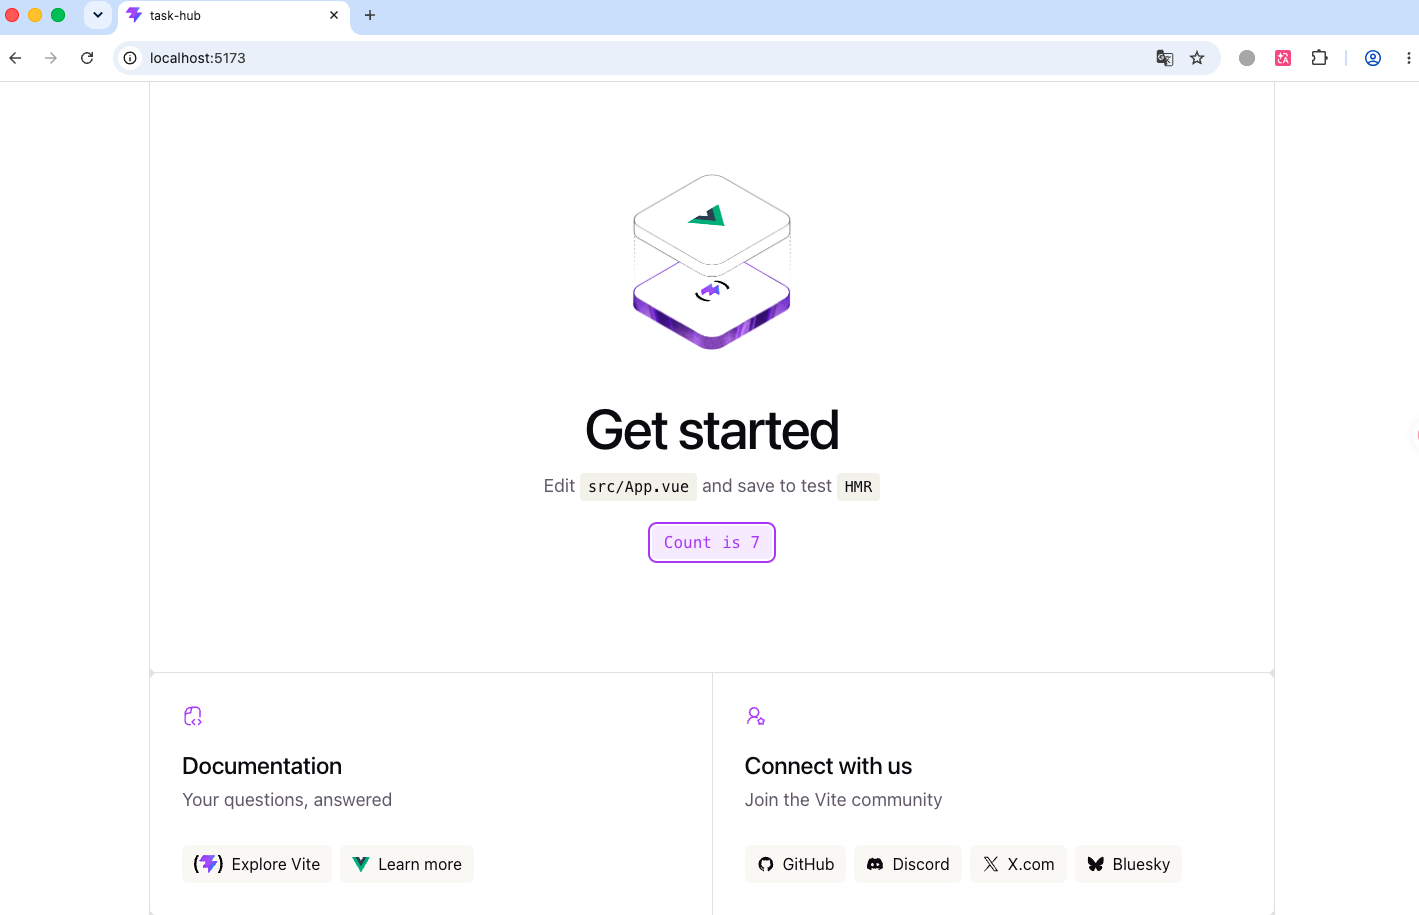 task-hub
localhost:5173
Get started
Edit src/App.vue and save to test HMR
Count is 7
Documentation
Your questions, answered
Explore Vite
Learn more
Connect with us
Join the Vite community
GitHub
Discord
X.com
Bluesky